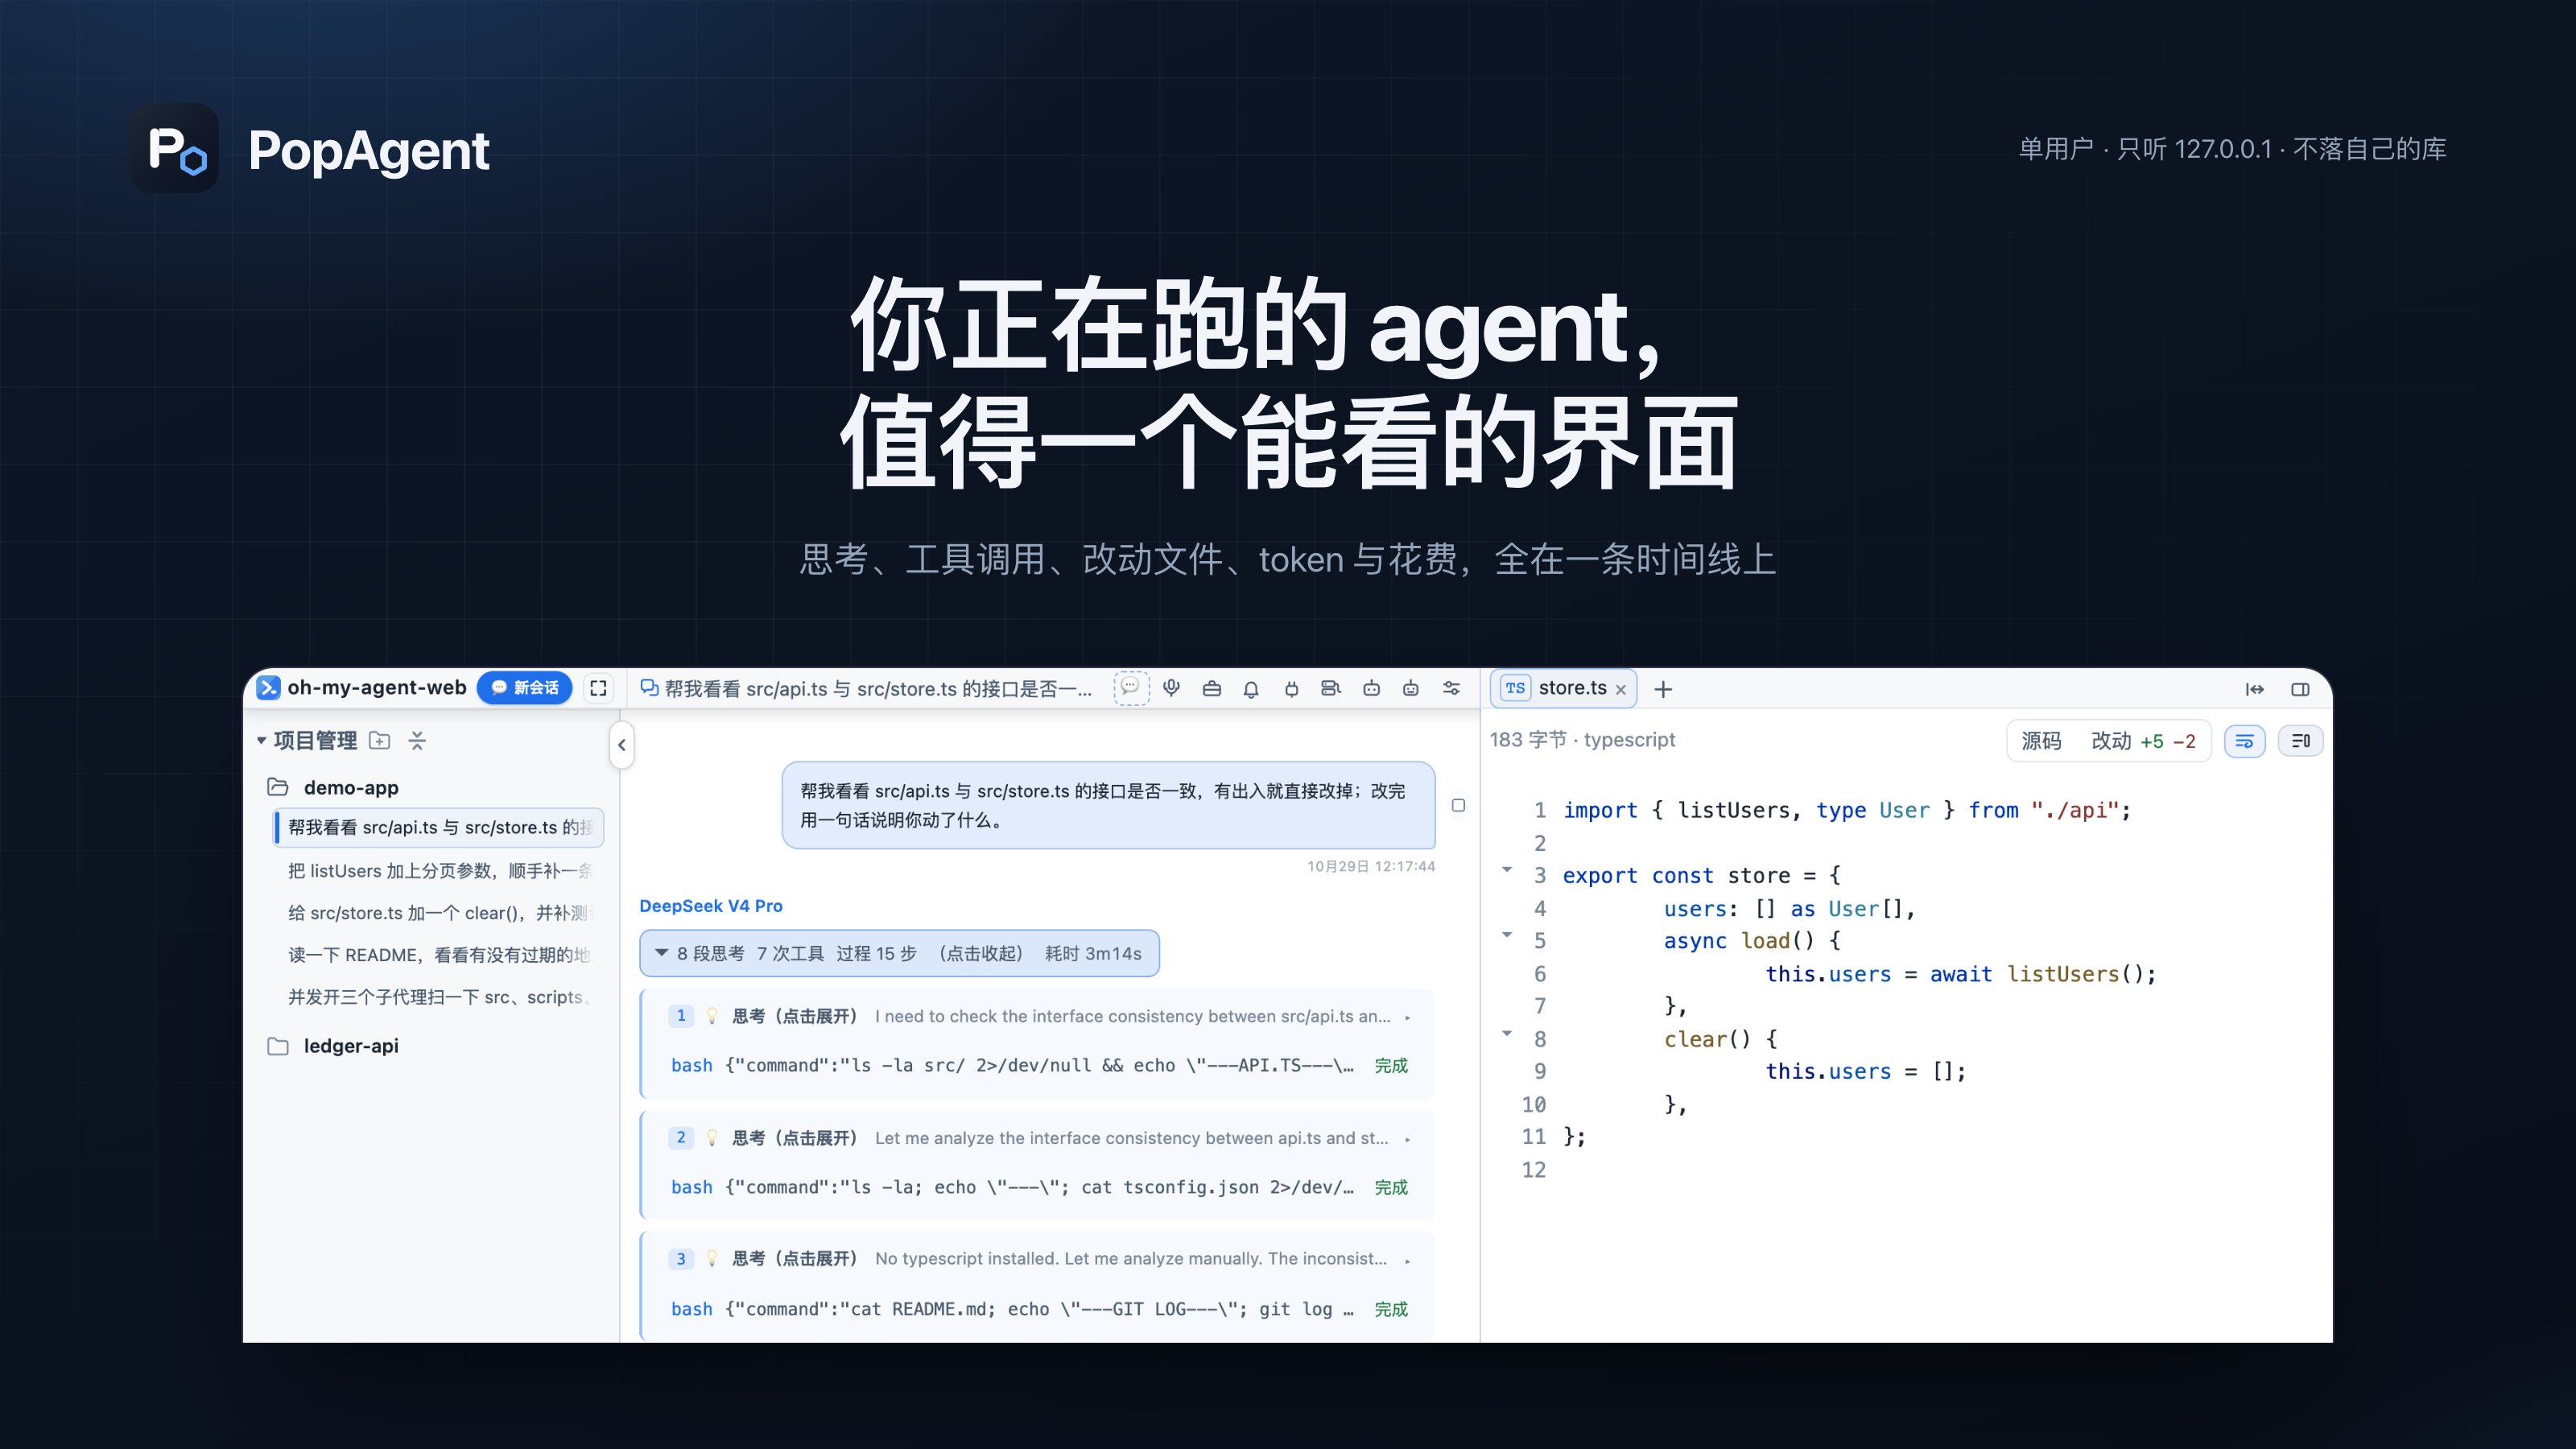 PopAgent
单用户 · 只听 127.0.0.1 · 不落自己的库
你正在跑的 agent，
值得一个能看的界面
思考、工具调用、改动文件、token 与花费，全在一条时间线上
oh-my-agent-web
新会话
帮我看看 src/api.ts 与 src/store.ts 的接口是否一...
TS store.ts ×
项目管理
demo-app
帮我看看 src/api.ts 与 src/store.ts 的
把 listUsers 加上分页参数，顺手补一条
给 src/store.ts 加一个 clear()，并补测
读一下 README，看看有没有过期的地
并发开三个子代理扫一下 src、scripts、
ledger-api
帮我看看 src/api.ts 与 src/store.ts 的接口是否一致，有出入就直接改掉；改完
用一句话说明你动了什么。
10月29日 12:17:44
DeepSeek V4 Pro
8 段思考 7 次工具 过程 15 步 （点击收起） 耗时 3m14s
1 思考（点击展开） I need to check the interface consistency between src/api.ts an...
bash {"command":"ls -la src/ 2>/dev/null && echo \"---API.TS---\... 完成
2 思考（点击展开） Let me analyze the interface consistency between api.ts and st...
bash {"command":"ls -la; echo \"---\"; cat tsconfig.json 2>/dev/... 完成
3 思考（点击展开） No typescript installed. Let me analyze manually. The inconsist...
bash {"command":"cat README.md; echo \"---GIT LOG---\"; git log ... 完成
183 字节 · typescript
源码 改动 +5 -2
1 import { listUsers, type User } from "./api";
2
3 export const store = {
4 users: [] as User[],
5 async load() {
6 this.users = await listUsers();
7 },
8 clear() {
9 this.users = [];
10 },
11 };
12